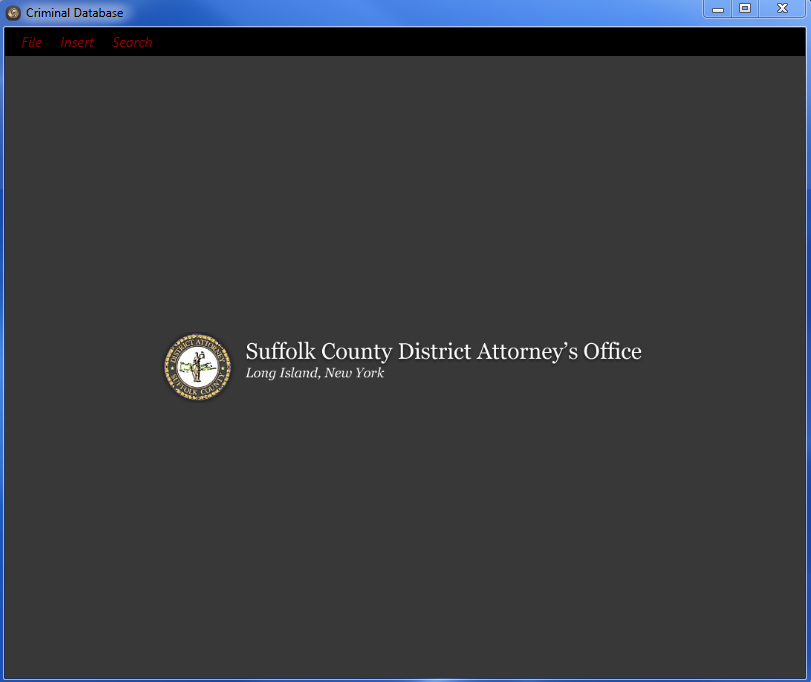 Criminal Database
File Insert Search
DISTRICT ATTORNEY
Suffolk County District Attorney’s Office
Long Island, New York
SUFFOLK COUNTY